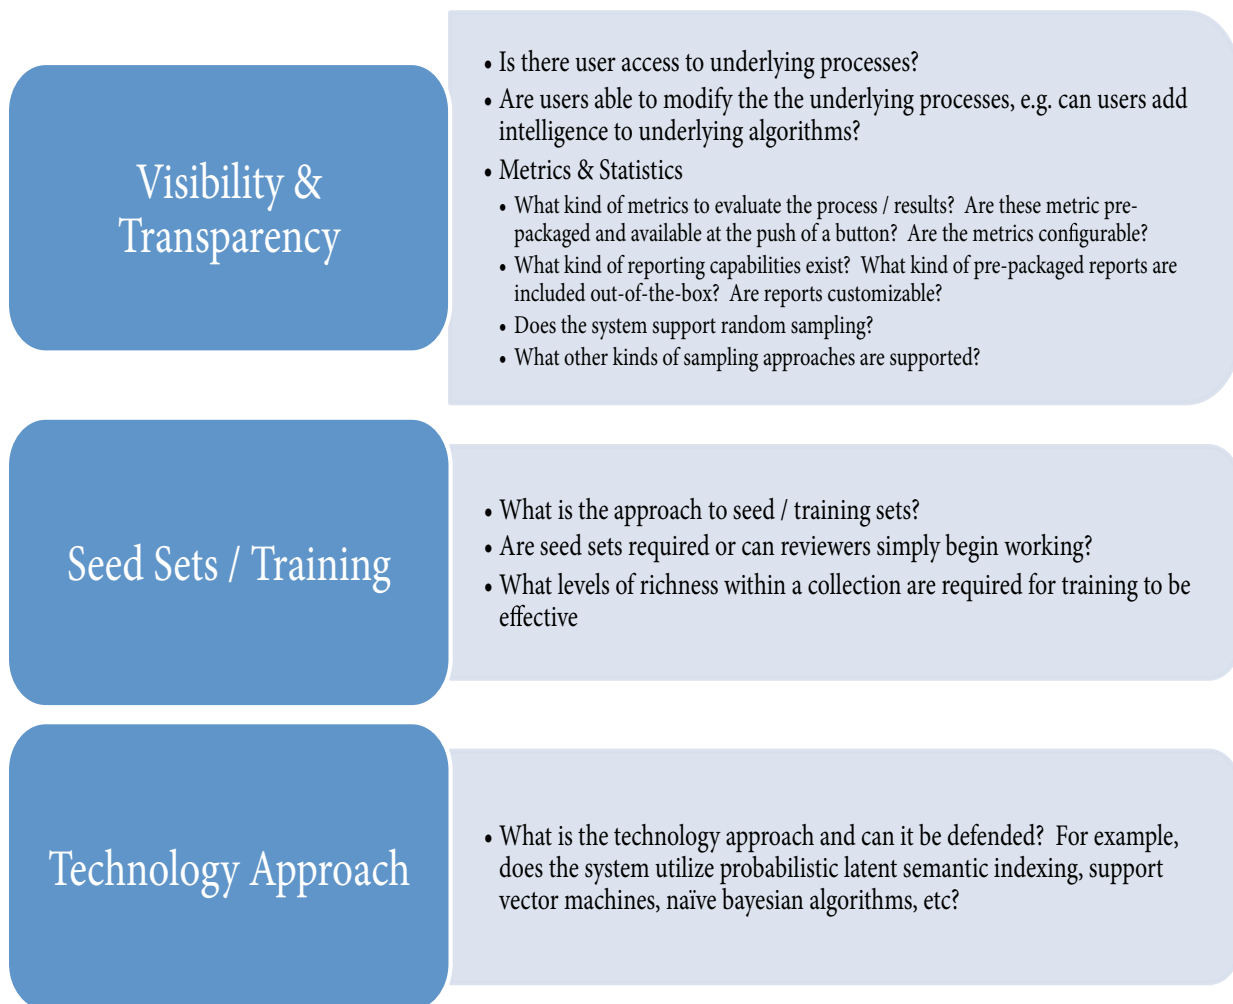 Visibility &
Transparency
• Is there user access to underlying processes?
• Are users able to modify the the underlying processes, e.g. can users add
intelligence to underlying algorithms?
• Metrics & Statistics
• What kind of metrics to evaluate the process / results?  Are these metric pre-
packaged and available at the push of a button?  Are the metrics configurable?
• What kind of reporting capabilities exist?  What kind of pre-packaged reports are
included out-of-the-box?  Are reports customizable?
• Does the system support random sampling?
• What other kinds of sampling approaches are supported?
Seed Sets / Training
• What is the approach to seed / training sets?
• Are seed sets required or can reviewers simply begin working?
• What levels of richness within a collection are required for training to be
effective
Technology Approach
• What is the technology approach and can it be defended?  For example,
does the system utilize probabilistic latent semantic indexing, support
vector machines, naïve bayesian algorithms, etc?